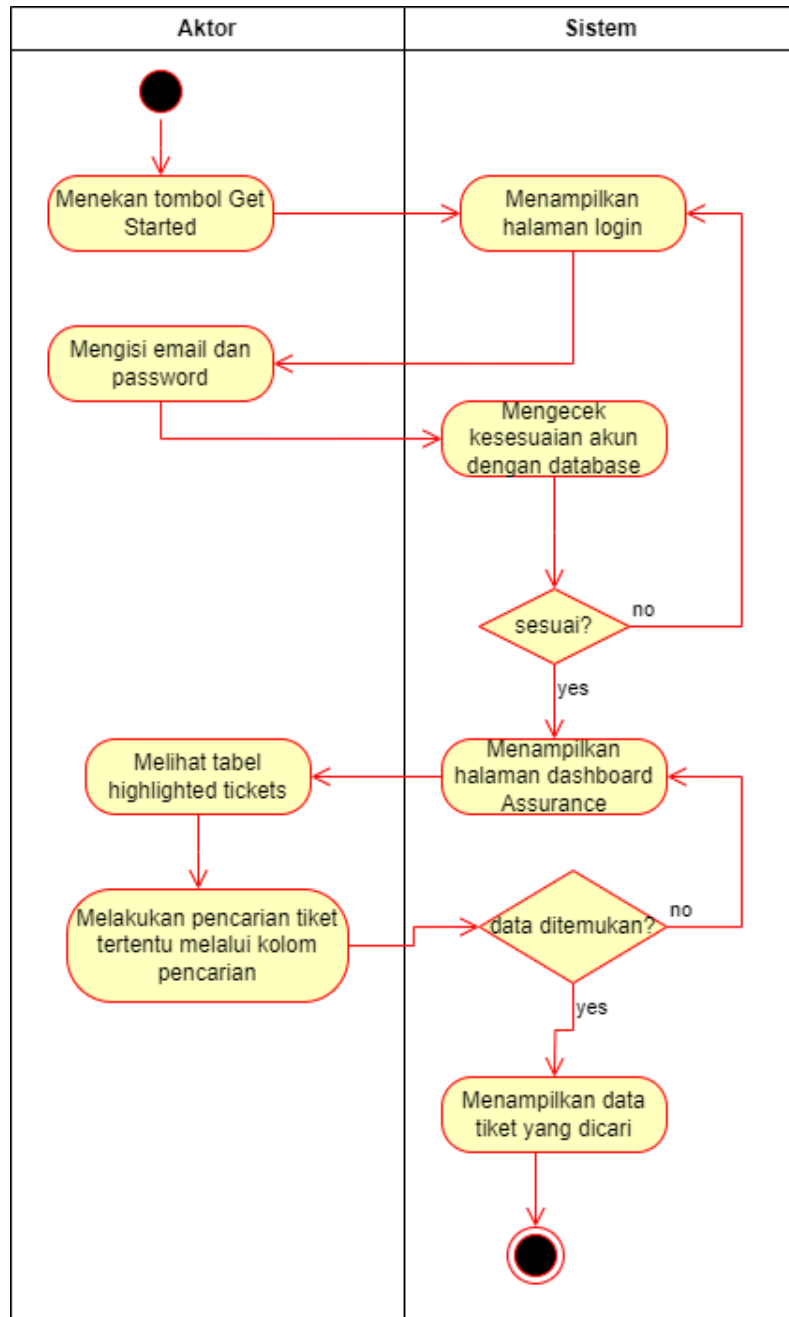 Aktor
Sistem
Menekan tombol Get
Started
Menampilkan
halaman login
Mengisi email dan
password
Mengecek
kesesuaian akun
dengan database
sesuai?
no
yes
Melihat tabel
highlighted tickets
Menampilkan
halaman dashboard
Assurance
Melakukan pencarian tiket
tertentu melalui kolom
pencarian
data ditemukan?
no
yes
Menampilkan data
tiket yang dicari